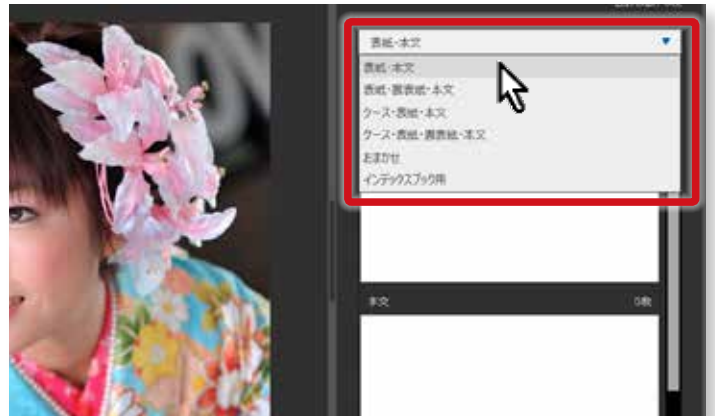 表紙・本文
表紙・本文
表紙・裏表紙・本文
ケース・表紙・本文
ケース・表紙・裏表紙・本文
おまかせ
インデックスブック用
本文 0枚